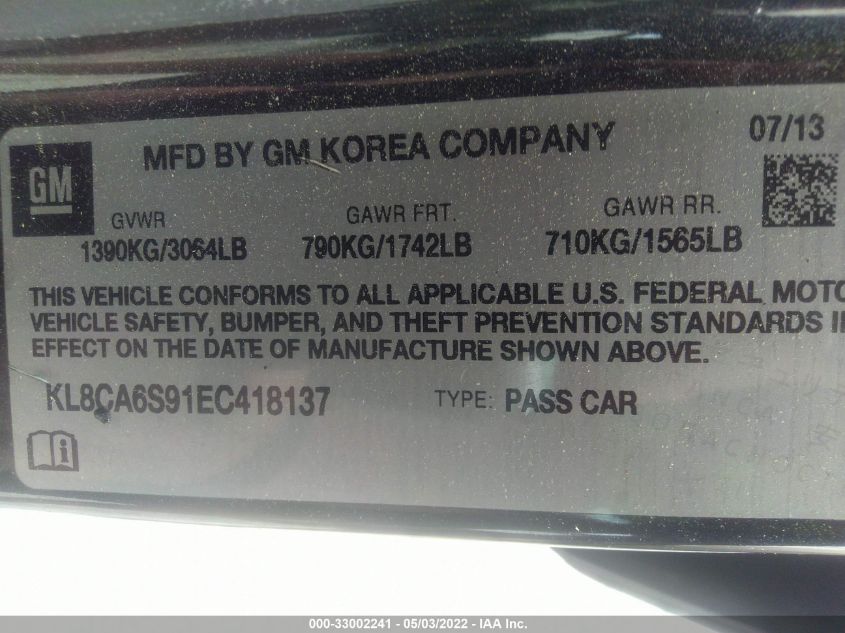 GM
MFD BY GM KOREA COMPANY
07/13
GVWR
1390KG/3064LB
GAWR FRT.
790KG/1742LB
GAWR RR.
710KG/1565LB
THIS VEHICLE CONFORMS TO ALL APPLICABLE U.S. FEDERAL MOTO
VEHICLE SAFETY, BUMPER, AND THEFT PREVENTION STANDARDS I
EFFECT ON THE DATE OF MANUFACTURE SHOWN ABOVE.
KL8CA6S91EC418137
TYPE: PASS CAR
000-33002241 - 05/03/2022 - IAA Inc.